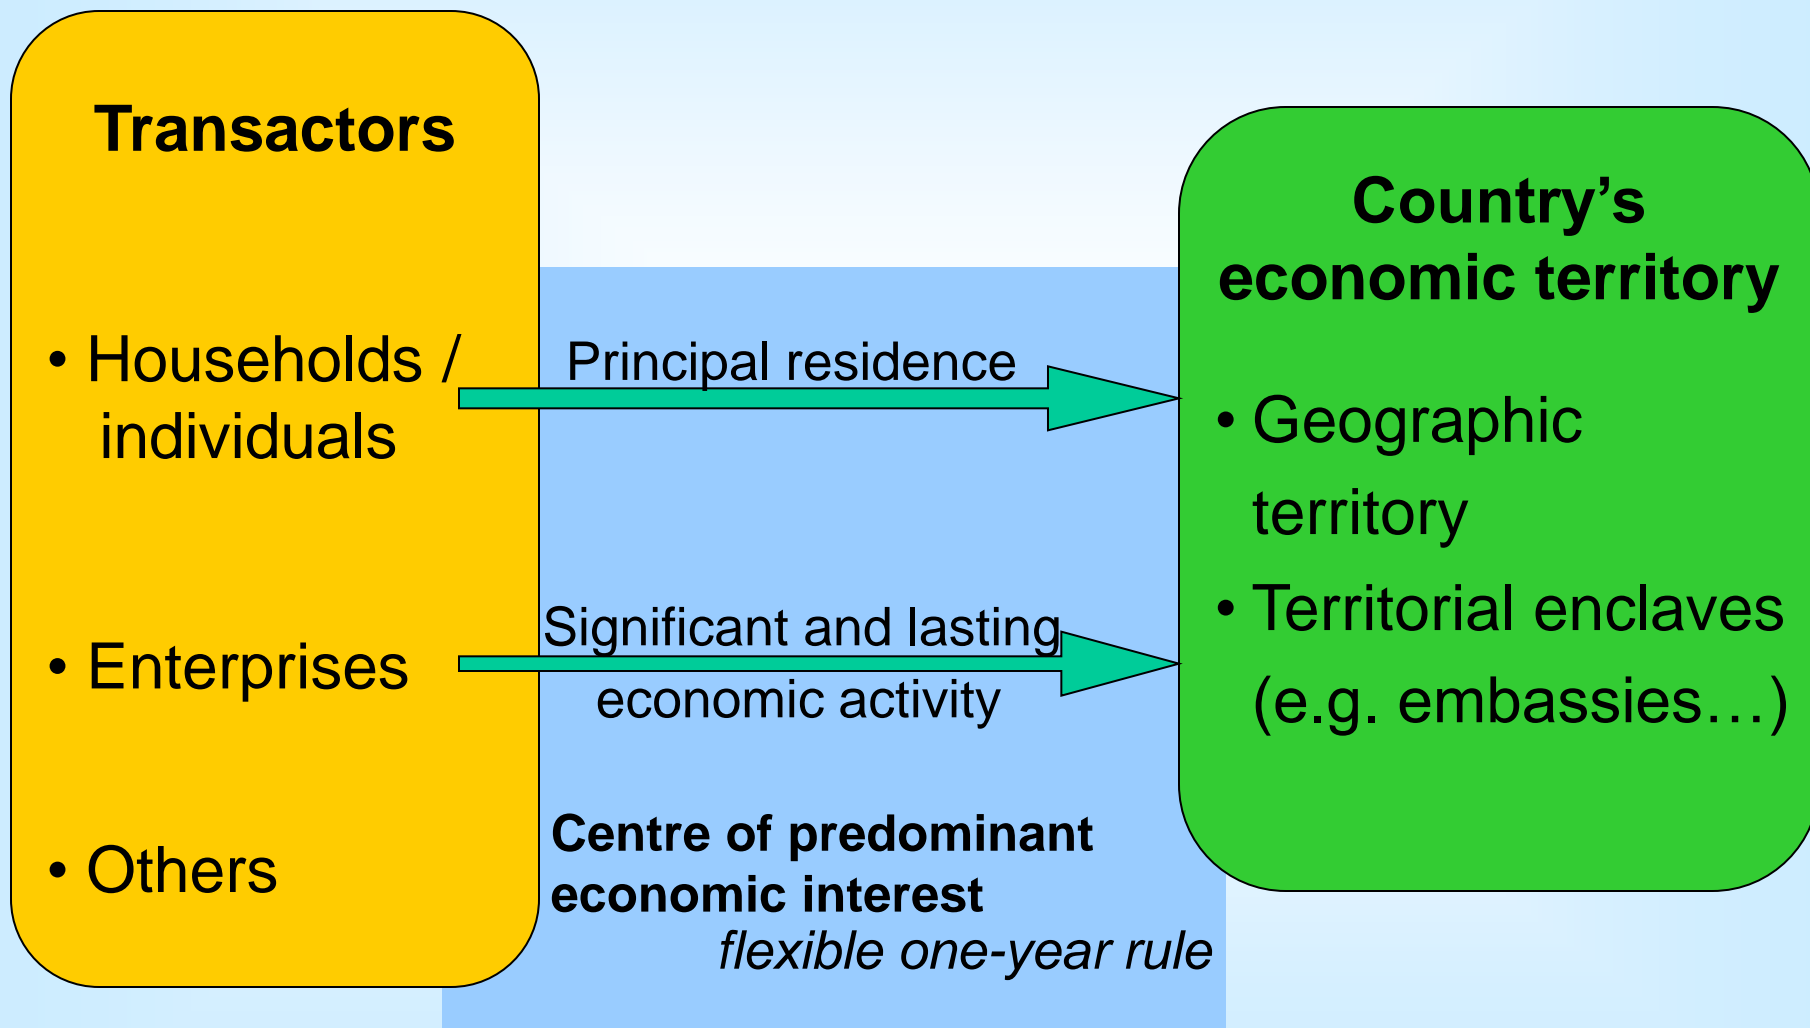 Transactors
• Households /
individuals
• Enterprises
• Others
Principal residence
Significant and lasting
economic activity
Centre of predominant
economic interest
flexible one-year rule
Country’s
economic territory
• Geographic
territory
• Territorial enclaves
(e.g. embassies…)